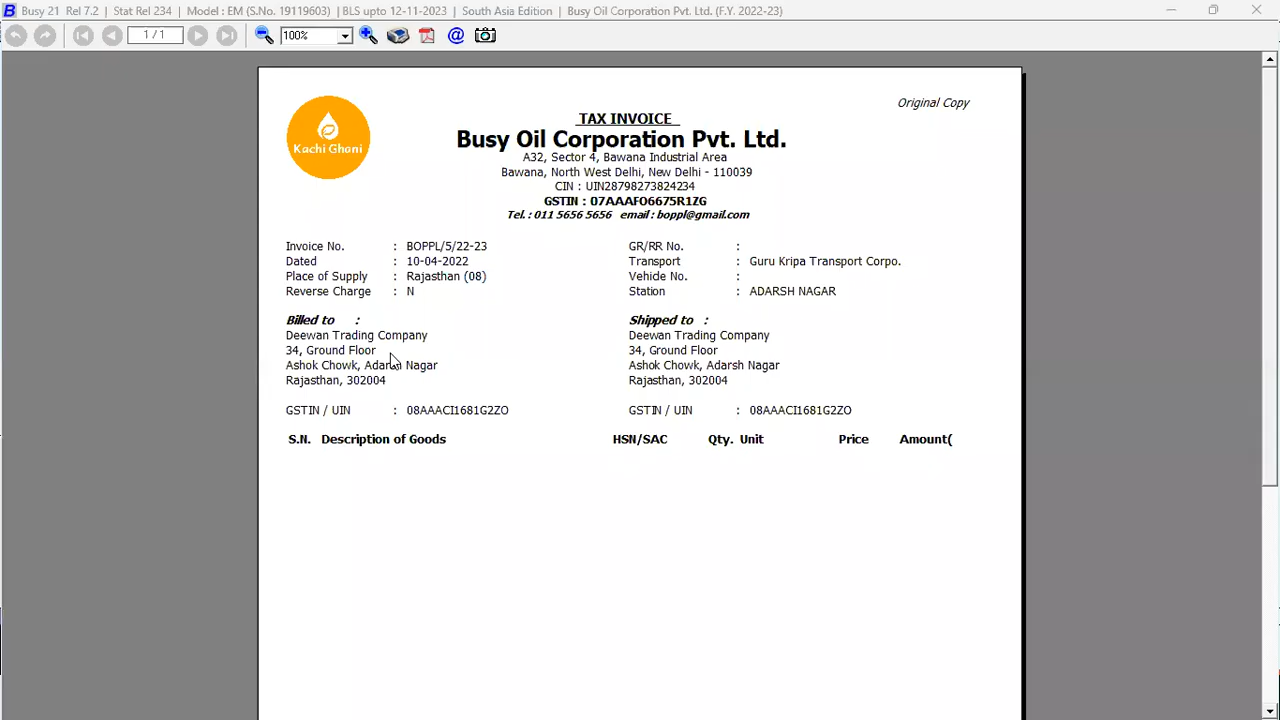 Busy 21 Rel 7.2 | Stat Rel 234 | Model : EM (S.No. 19119603) | BLS upto 12-11-2023 | South Asia Edition | Busy Oil Corporation Pvt. Ltd. (F.Y. 2022-23)
1 / 1 100%
Original Copy
Kachi Ghani
TAX INVOICE
Busy Oil Corporation Pvt. Ltd.
A32, Sector 4, Bawana Industrial Area
Bawana, North West Delhi, New Delhi - 110039
CIN : UIN28798273824234
GSTIN : 07AAAFO6675R1ZG
Tel. : 011 5656 5656 email : boppl@gmail.com
Invoice No. : BOPPL/5/22-23 GR/RR No. :
Dated : 10-04-2022 Transport : Guru Kripa Transport Corpo.
Place of Supply : Rajasthan (08) Vehicle No. :
Reverse Charge : N Station : ADARSH NAGAR
Billed to : Shipped to :
Deewan Trading Company Deewan Trading Company
34, Ground Floor 34, Ground Floor
Ashok Chowk, Adarsh Nagar Ashok Chowk, Adarsh Nagar
Rajasthan, 302004 Rajasthan, 302004
GSTIN / UIN : 08AAACI1681G2ZO GSTIN / UIN : 08AAACI1681G2ZO
S.N. Description of Goods HSN/SAC Qty. Unit Price Amount(